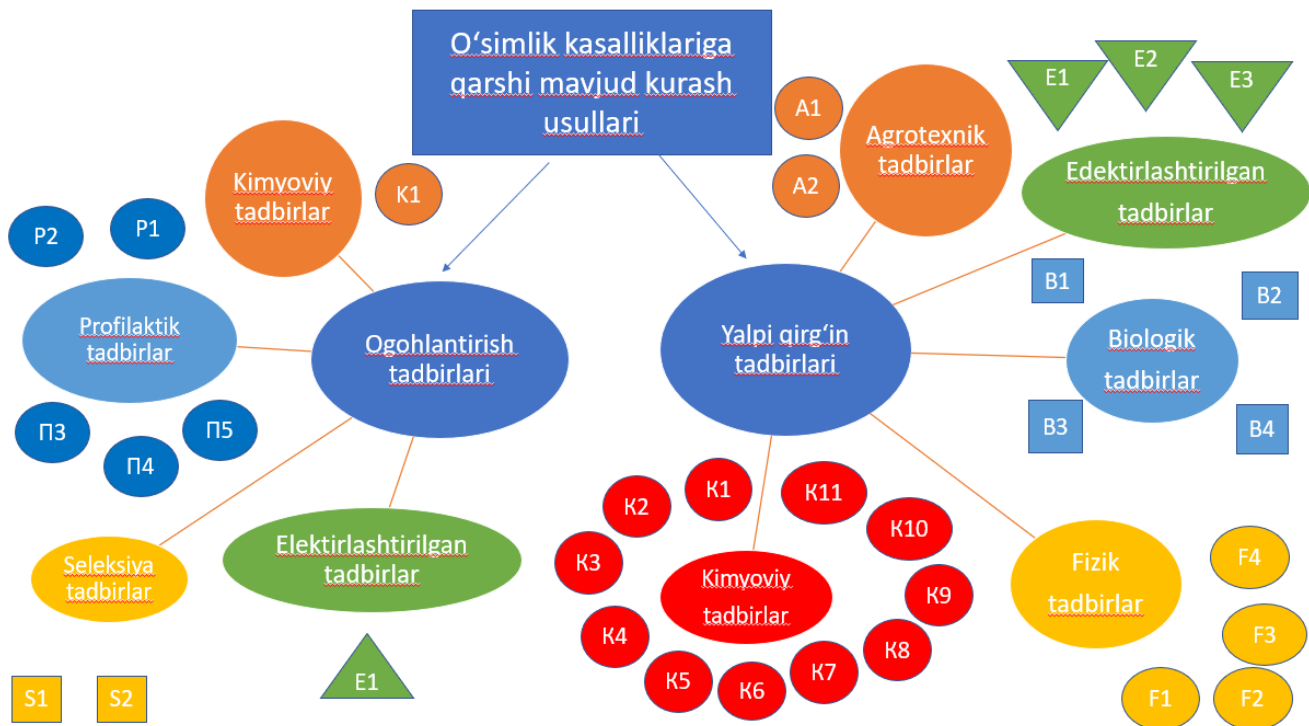 O‘simlik kasalliklariga
qarshi mavjud kurash
usullari
Kimyoviy
tadbirlar
K1
P2
P1
Profilaktik
tadbirlar
П3
П4
П5
Ogohlantirish
tadbirlari
Seleksiya
tadbirlar
S1
S2
Elektirlashtirilgan
tadbirlar
E1
A1
A2
Agrotexnik
tadbirlar
E1
E2
E3
Edektirlashtirilgan
tadbirlar
Yalpi qirg‘in
tadbirlari
B1
B2
Biologik
tadbirlar
B3
B4
K1
K2
K3
K4
K5
K6
K7
K8
K9
K10
K11
Kimyoviy
tadbirlar
Fizik
tadbirlar
F4
F3
F1
F2